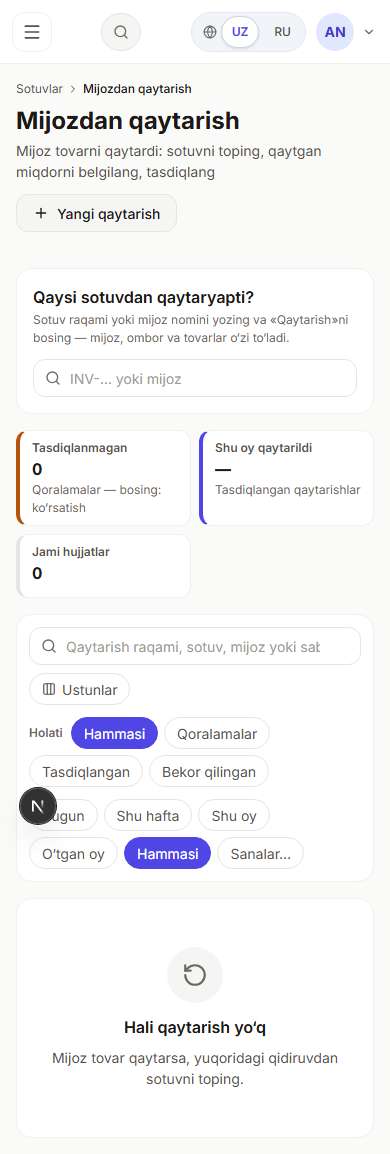 UZ RU AN
Sotuvlar > Mijozdan qaytarish
Mijozdan qaytarish
Mijoz tovarni qaytardi: sotuvni toping, qaytgan
miqdorni belgilang, tasdiqlang
+ Yangi qaytarish
Qaysi sotuvdan qaytaryapti?
Sotuv raqami yoki mijoz nomini yozing va «Qaytarish»ni
bosing — mijoz, ombor va tovarlar o‘zi to‘ladi.
INV-... yoki mijoz
Tasdiqlanmagan
0
Qoralamalar — bosing:
ko‘rsatish
Shu oy qaytarildi
—
Tasdiqlangan qaytarishlar
Jami hujjatlar
0
Qaytarish raqami, sotuv, mijoz yoki sab
Ustunlar
Holati Hammasi Qoralamalar
Tasdiqlangan Bekor qilingan
N
Shu hafta Shu oy
O‘tgan oy Hammasi Sanalar...
Hali qaytarish yo‘q
Mijoz tovar qaytarsa, yuqoridagi qidiruvdan
sotuvni toping.